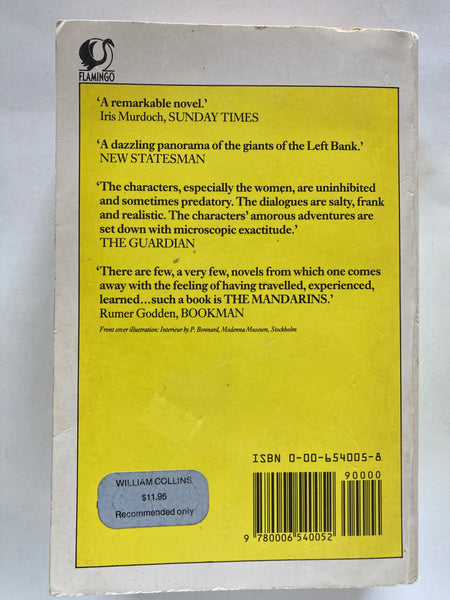 FLAMINGO
‘A remarkable novel.’
Iris Murdoch, SUNDAY TIMES
‘A dazzling panorama of the giants of the Left Bank.’
NEW STATESMAN
‘The characters, especially the women, are uninhibited
and sometimes predatory. The dialogues are salty, frank
and realistic. The characters’ amorous adventures are
set down with microscopic exactitude.’
THE GUARDIAN
‘There are few, a very few, novels from which one comes
away with the feeling of having travelled, experienced,
learned...such a book is THE MANDARINS.’
Rumer Godden, BOOKMAN
Front cover illustration: Interieur by P. Bonnard, Modenna Museum, Stockholm
ISBN 0-00-654005-8
90000
9 780006 540052
WILLIAM COLLINS
$11.95
Recommended only